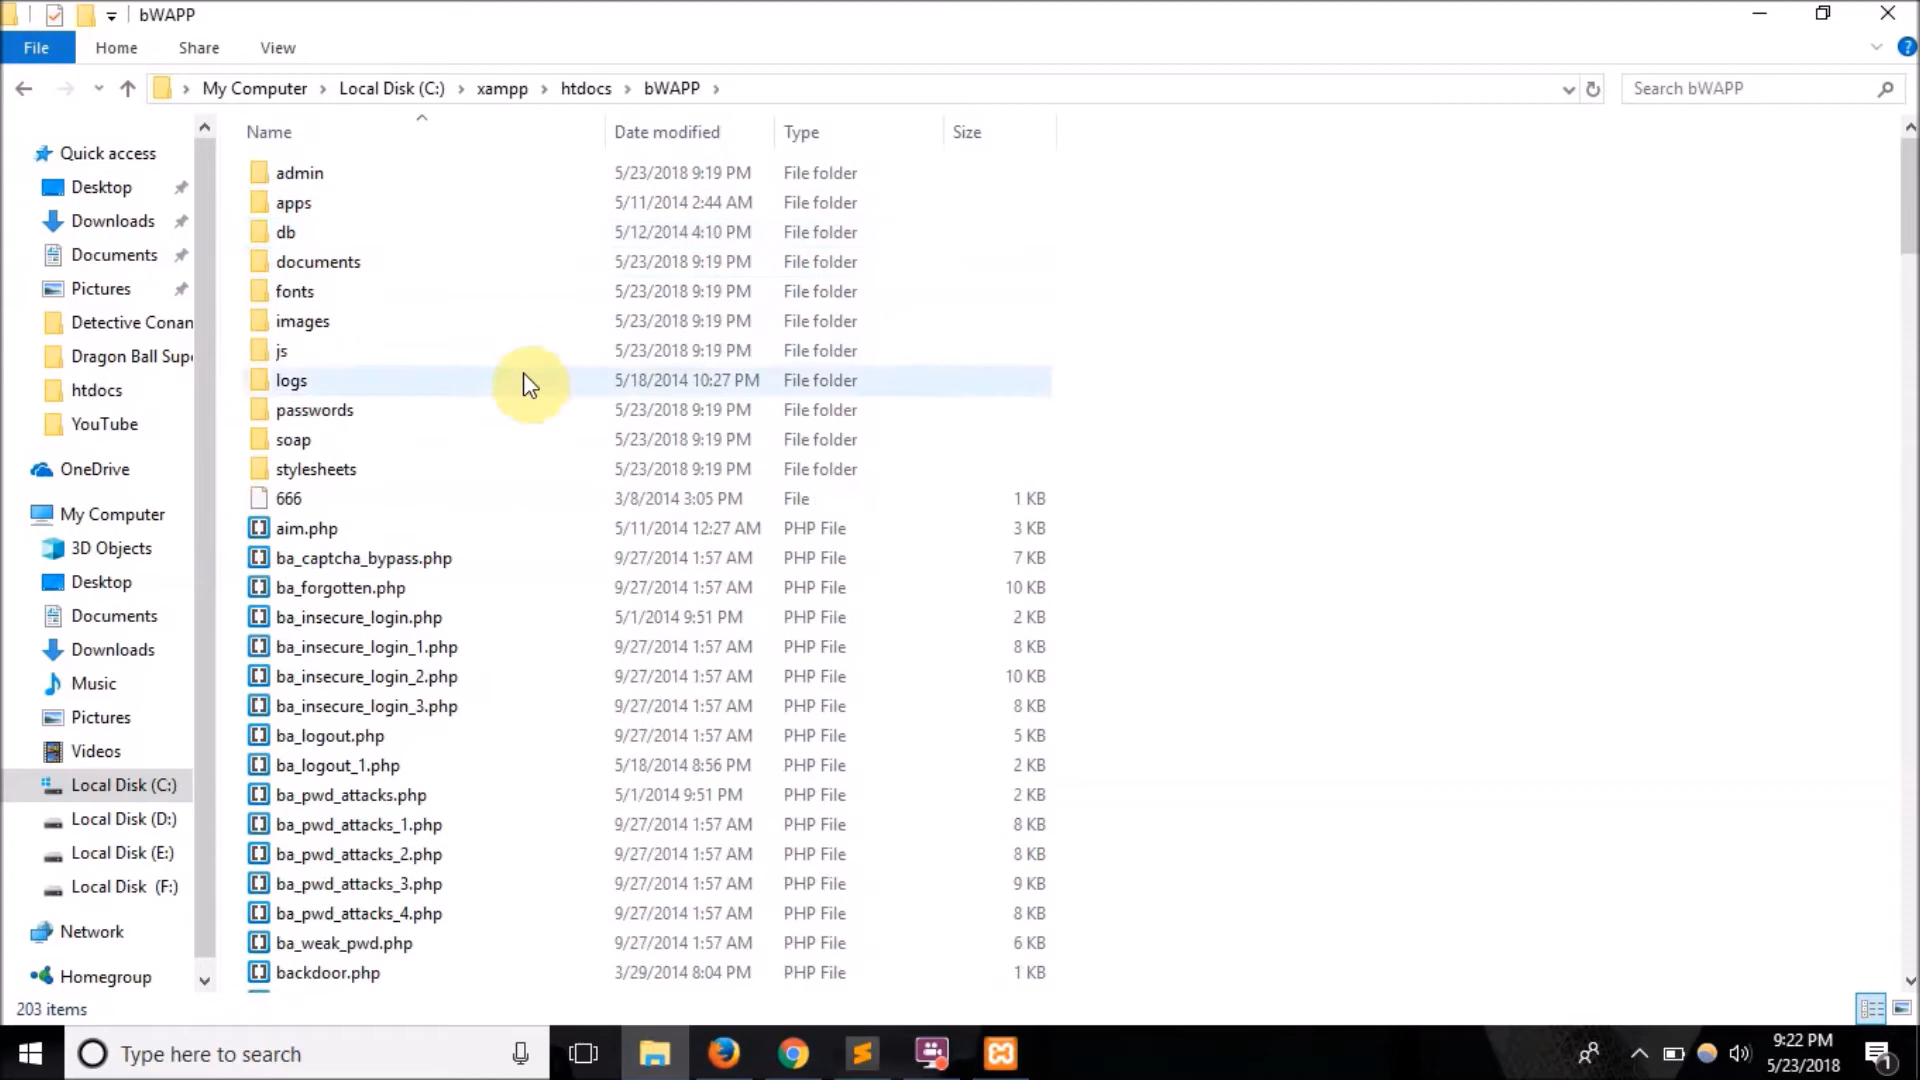 bWAPP
File Home Share View
My Computer Local Disk (C:) xampp htdocs bWAPP Search bWAPP
Quick access
Desktop
Downloads
Documents
Pictures
Detective Conan
Dragon Ball Supe
htdocs
YouTube
OneDrive
My Computer
3D Objects
Desktop
Documents
Downloads
Music
Pictures
Videos
Local Disk (C:)
Local Disk (D:)
Local Disk (E:)
Local Disk (F:)
Network
Homegroup
Name Date modified Type Size
admin 5/23/2018 9:19 PM File folder
apps 5/11/2014 2:44 AM File folder
db 5/12/2014 4:10 PM File folder
documents 5/23/2018 9:19 PM File folder
fonts 5/23/2018 9:19 PM File folder
images 5/23/2018 9:19 PM File folder
js 5/23/2018 9:19 PM File folder
logs 5/18/2014 10:27 PM File folder
passwords 5/23/2018 9:19 PM File folder
soap 5/23/2018 9:19 PM File folder
stylesheets 5/23/2018 9:19 PM File folder
666 3/8/2014 3:05 PM File 1 KB
aim.php 5/11/2014 12:27 AM PHP File 3 KB
ba_captcha_bypass.php 9/27/2014 1:57 AM PHP File 7 KB
ba_forgotten.php 9/27/2014 1:57 AM PHP File 10 KB
ba_insecure_login.php 5/1/2014 9:51 PM PHP File 2 KB
ba_insecure_login_1.php 9/27/2014 1:57 AM PHP File 8 KB
ba_insecure_login_2.php 9/27/2014 1:57 AM PHP File 10 KB
ba_insecure_login_3.php 9/27/2014 1:57 AM PHP File 8 KB
ba_logout.php 9/27/2014 1:57 AM PHP File 5 KB
ba_logout_1.php 5/18/2014 8:56 PM PHP File 2 KB
ba_pwd_attacks.php 5/1/2014 9:51 PM PHP File 2 KB
ba_pwd_attacks_1.php 9/27/2014 1:57 AM PHP File 8 KB
ba_pwd_attacks_2.php 9/27/2014 1:57 AM PHP File 8 KB
ba_pwd_attacks_3.php 9/27/2014 1:57 AM PHP File 9 KB
ba_pwd_attacks_4.php 9/27/2014 1:57 AM PHP File 8 KB
ba_weak_pwd.php 9/27/2014 1:57 AM PHP File 6 KB
backdoor.php 3/29/2014 8:04 PM PHP File 1 KB
203 items
Type here to search
9:22 PM
5/23/2018
1